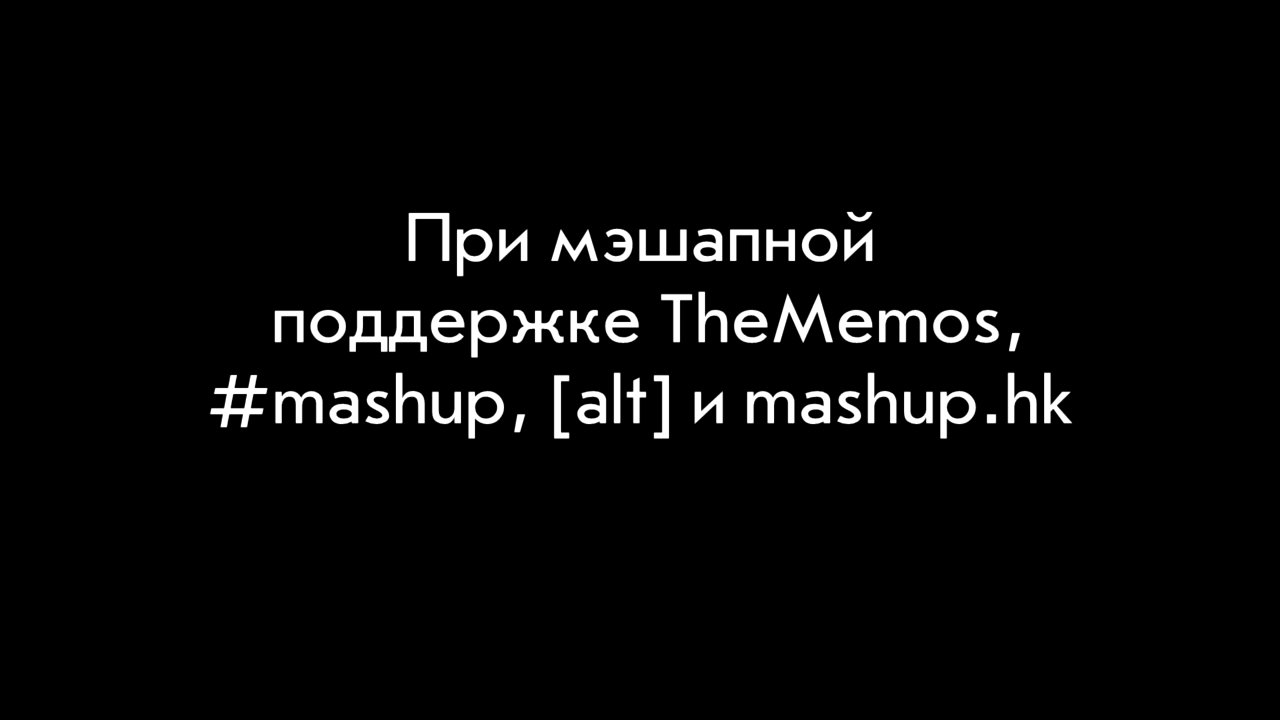 При мэшапной
поддержке TheMemos,
#mashup, [alt] и mashup.hk